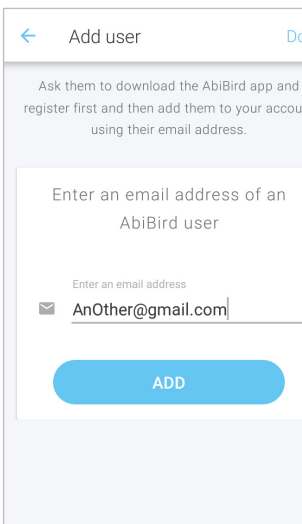 Add user
Do
Ask them to download the AbiBird app and
register first and then add them to your accou
using their email address.
Enter an email address of an
AbiBird user
Enter an email address
AnOther@gmail.com
ADD